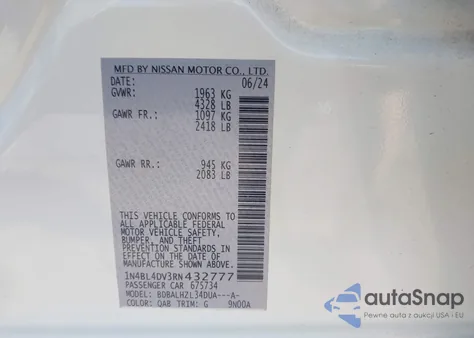 MFD BY NISSAN MOTOR CO., LTD.
DATE: 06/24
GVWR: 1963 KG
4328 LB
GAWR FR: 1097 KG
2418 LB
GAWR RR: 945 KG
2083 LB
THIS VEHICLE CONFORMS TO
ALL APPLICABLE FEDERAL
MOTOR VEHICLE SAFETY,
BUMPER, AND THEFT
PREVENTION STANDARDS IN
EFFECT ON THE DATE OF
MANUFACTURE SHOWN ABOVE.
1N4BL4DV3RN432777
PASSENGER CAR 675734
MODEL: BDBALHZL34DUA---A-
COLOR: QAB TRIM: G 9N00A
autoSnap
Pewne auta z aukcji USA i EU